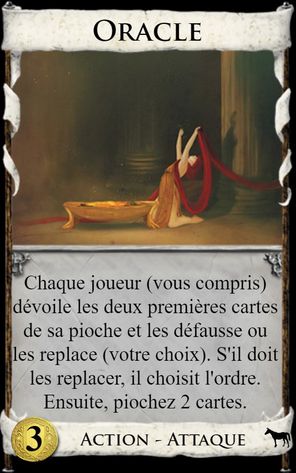 ORACLE
Chaque joueur (vous compris)
dévoile les deux premières cartes
de sa pioche et les défausse ou
les replace (votre choix). S'il doit
les replacer, il choisit l'ordre.
Ensuite, piochez 2 cartes.
3
ACTION - ATTAQUE